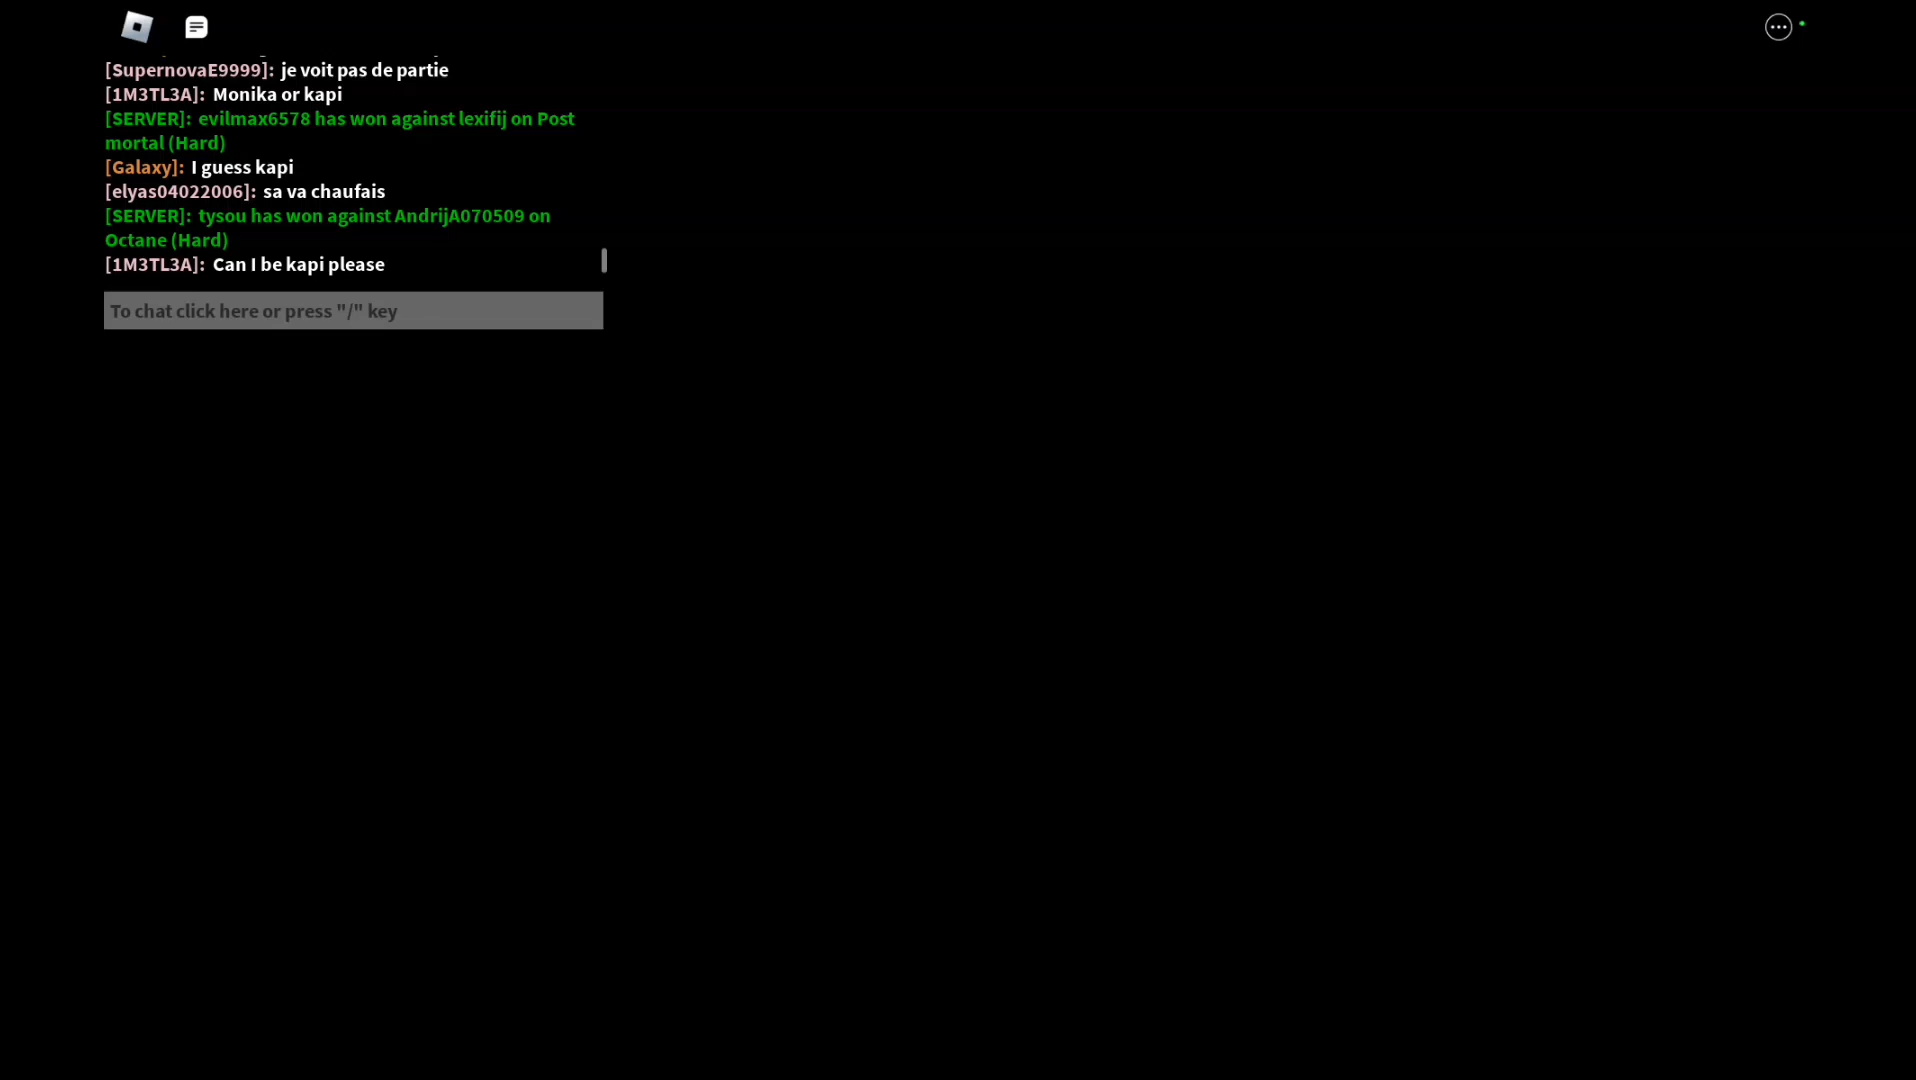 [SupernovaE9999]: je voit pas de partie
[1M3TL3A]: Monika or kapi
[SERVER]: evilmax6578 has won against lexifij on Post
mortal (Hard)
[Galaxy]: I guess kapi
[elyas04022006]: sa va chaufais
[SERVER]: tysou has won against AndrijA070509 on
Octane (Hard)
[1M3TL3A]: Can I be kapi please
To chat click here or press "/" key